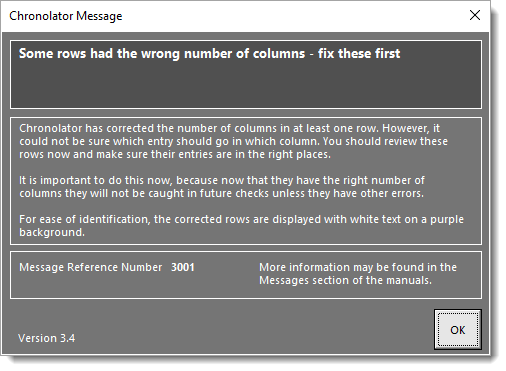 Chronolator Message
Some rows had the wrong number of columns - fix these first
Chronolator has corrected the number of columns in at least one row. However, it
could not be sure which entry should go in which column. You should review these
rows now and make sure their entries are in the right places.
It is important to do this now, because now that they have the right number of
columns they will not be caught in future checks unless they have other errors.
For ease of identification, the corrected rows are displayed with white text on a purple
background.
Message Reference Number 3001
More information may be found in the
Messages section of the manuals.
Version 3.4
OK